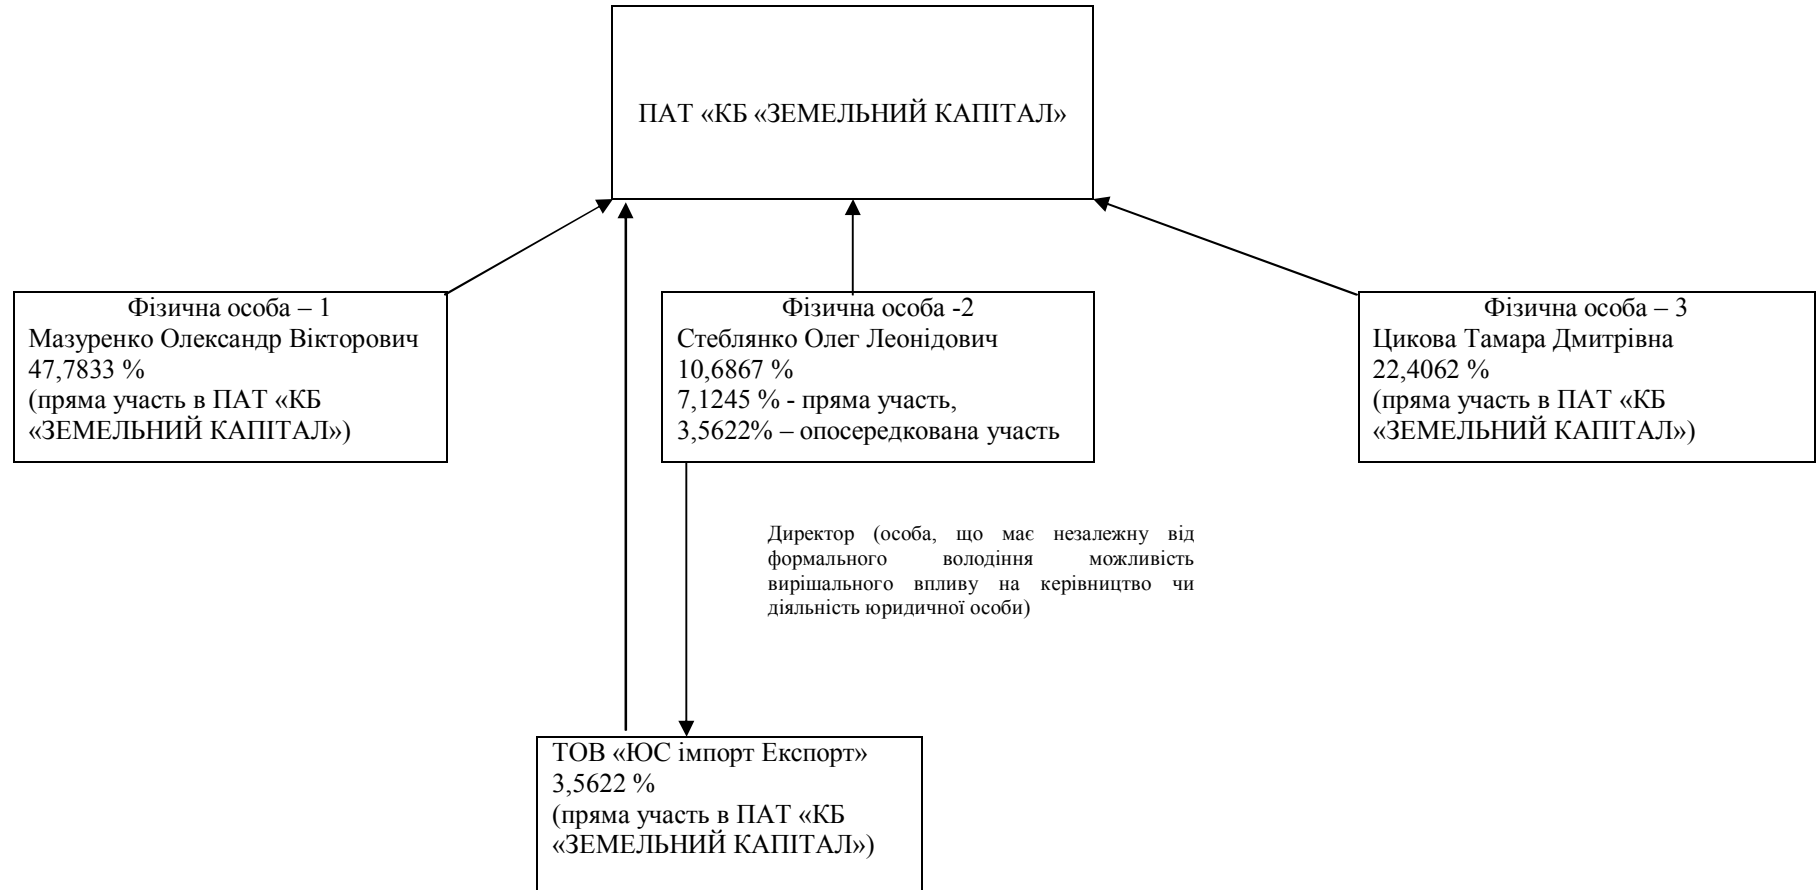 ПАТ «КБ «ЗЕМЕЛЬНИЙ КАПІТАЛ»
Фізична особа – 1
Мазуренко Олександр Вікторович
47,7833 %
(пряма участь в ПАТ «КБ
«ЗЕМЕЛЬНИЙ КАПІТАЛ»)
Фізична особа -2
Стеблянко Олег Леонідович
10,6867 %
7,1245 % - пряма участь,
3,5622% – опосередкована участь
Фізична особа – 3
Цикова Тамара Дмитрівна
22,4062 %
(пряма участь в ПАТ «КБ
«ЗЕМЕЛЬНИЙ КАПІТАЛ»)
Директор (особа, що має незалежну від
формального володіння можливість
вирішального впливу на керівництво чи
діяльність юридичної особи)
ТОВ «ЮС імпорт Експорт»
3,5622 %
(пряма участь в ПАТ «КБ
«ЗЕМЕЛЬНИЙ КАПІТАЛ»)